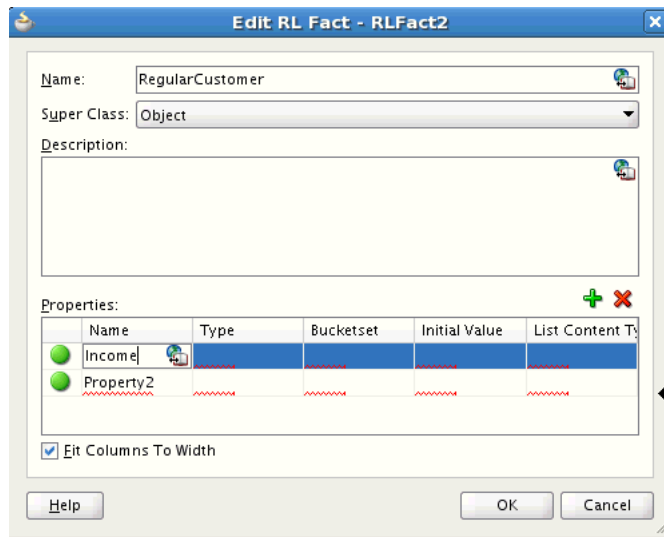 Edit RL Fact - RLFact2
Name: RegularCustomer
Super Class: Object
Description:
Properties:
Name Type Bucketset Initial Value List Content Ty
Income
Property2
Fit Columns To Width
Help OK Cancel